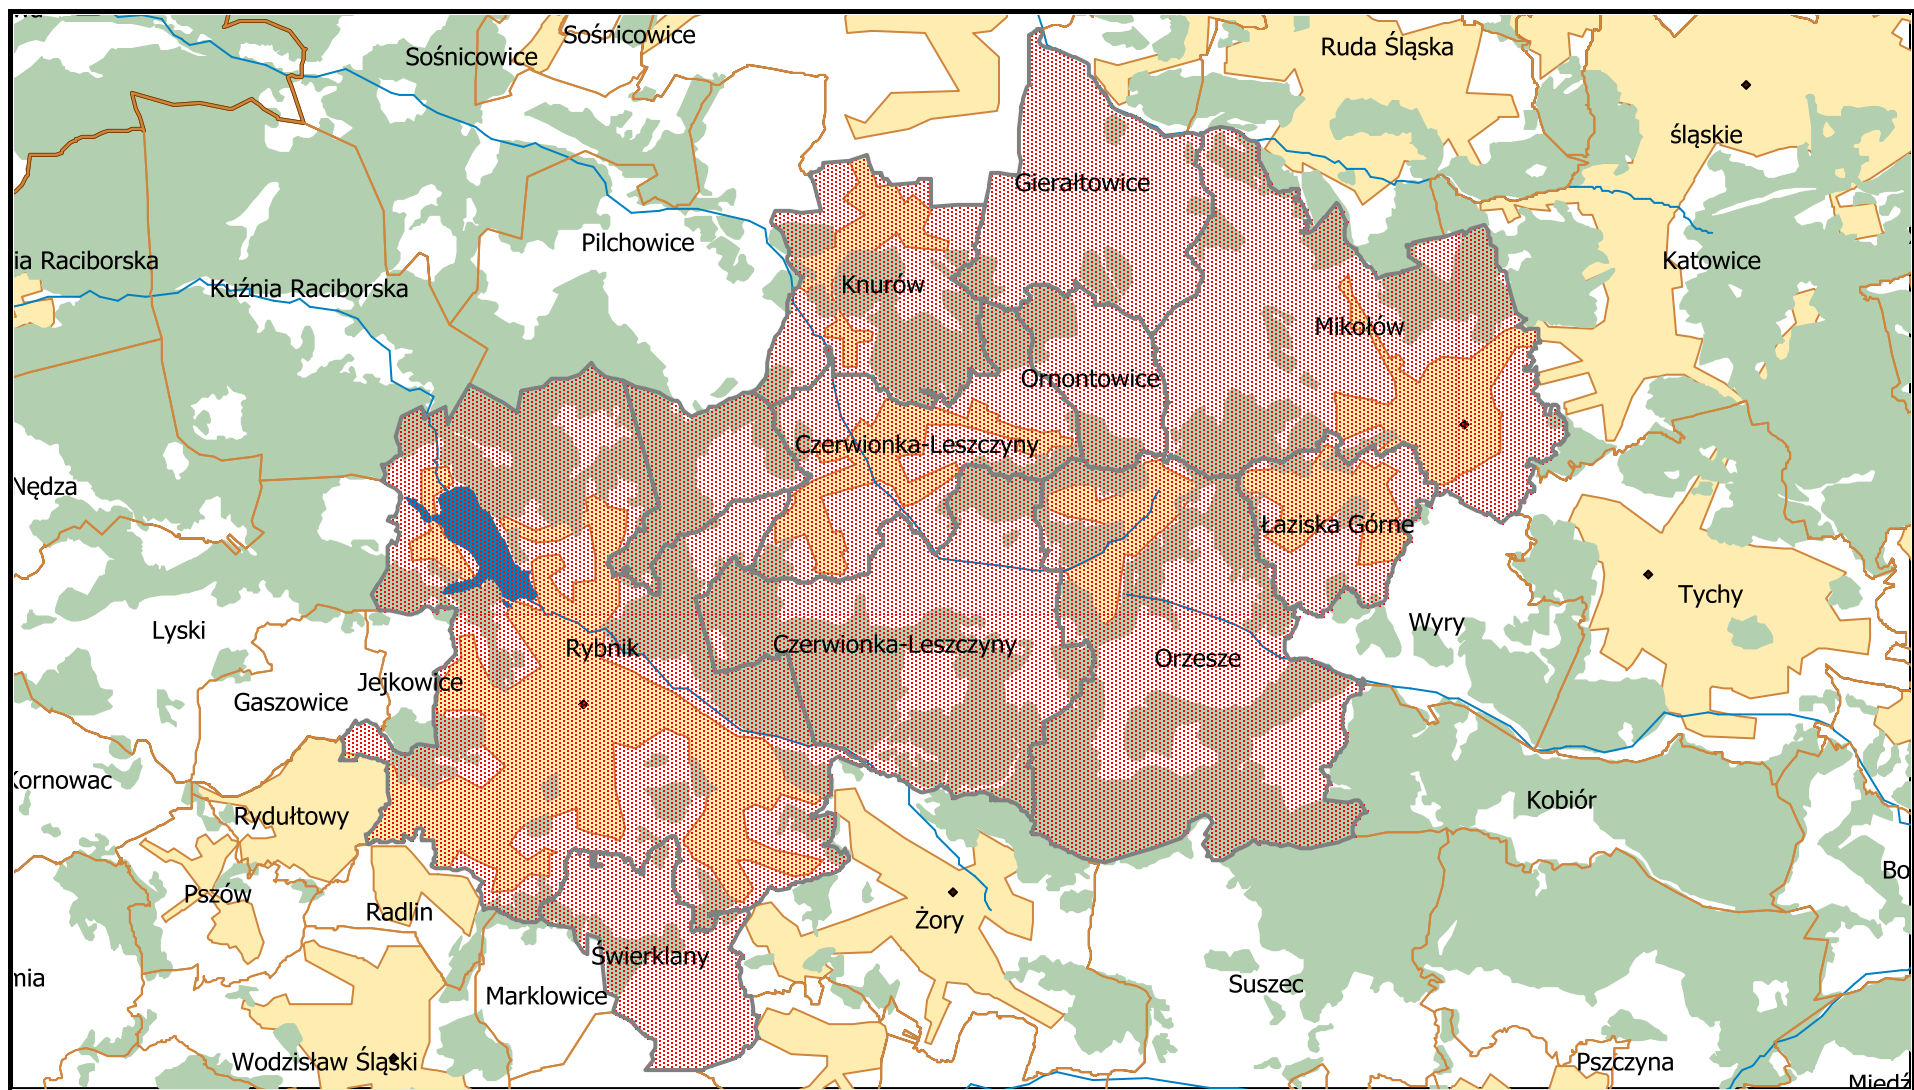 Sośnicowice
Sośnicowice
Ruda Śląska
śląskie
Gierałtowice
Pilchowice
ia Raciborska
Kuźnia Raciborska
Knurów
Katowice
Mikołów
Ornontowice
Czerwionka-Leszczyny
Nędza
Łaziska Górne
Tychy
Lyski
Wyry
Rybnik
Czerwionka-Leszczyny
Orzesze
Jejkowice
Gaszowice
Kornowac
Kobiór
Rydułtowy
Bo
Pszów
Radlin
Żory
Świerklany
mia
Marklowice
Suszec
Wodzisław Śląski
Pszczyna
Miedź